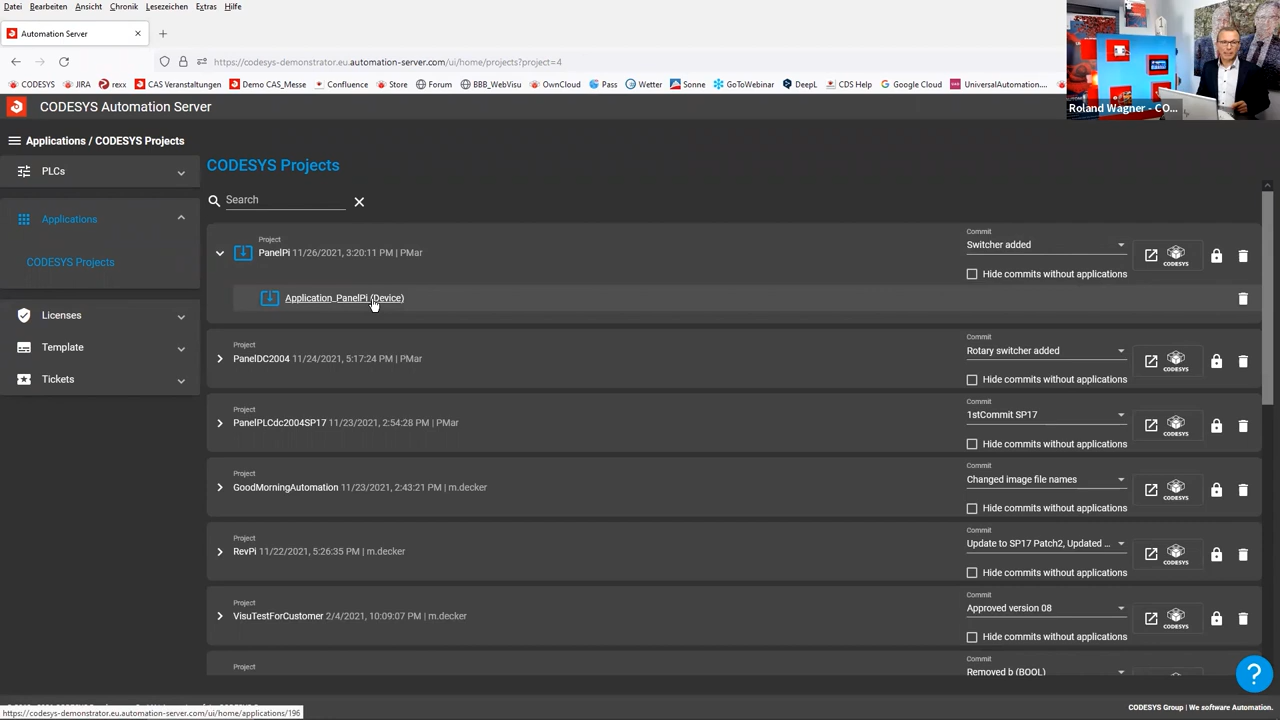 Datei Bearbeiten Ansicht Chronik Lesezeichen Extras Hilfe
Automation Server
https://codesys-demonstrator.eu.automation-server.com/ui/home/projects?project=4
CODESYS JIRA rexx CAS Veranstaltungen Demo CAS_Messe Confluence Store Forum BBB_WebVisu OwnCloud Pass Wetter Sonne GoToWebinar DeepL CDS Help Google Cloud UniversalAutomation....
Roland Wagner - CO...
CODESYS Automation Server
Applications / CODESYS Projects
PLCs
Applications
CODESYS Projects
Licenses
Template
Tickets
CODESYS Projects
Search
Project
PanelPi 11/26/2021, 3:20:11 PM | PMar
Commit
Switcher added
Hide commits without applications
CODESYS
Application_PanelPi (Device)
Project
PanelDC2004 11/24/2021, 5:17:24 PM | PMar
Commit
Rotary switcher added
Hide commits without applications
CODESYS
Project
PanelPLCdc2004SP17 11/23/2021, 2:54:28 PM | PMar
Commit
1stCommit SP17
Hide commits without applications
CODESYS
Project
GoodMorningAutomation 11/23/2021, 2:43:21 PM | m.decker
Commit
Changed image file names
Hide commits without applications
CODESYS
Project
RevPi 11/22/2021, 5:26:35 PM | m.decker
Commit
Update to SP17 Patch2, Updated ...
Hide commits without applications
CODESYS
Project
VisuTestForCustomer 2/4/2021, 10:09:07 PM | m.decker
Commit
Approved version 08
Hide commits without applications
CODESYS
Project
Commit
Removed b (BOOL)
https://codesys-demonstrator.eu.automation-server.com/ui/home/applications/196
CODESYS Group | We software Automation.